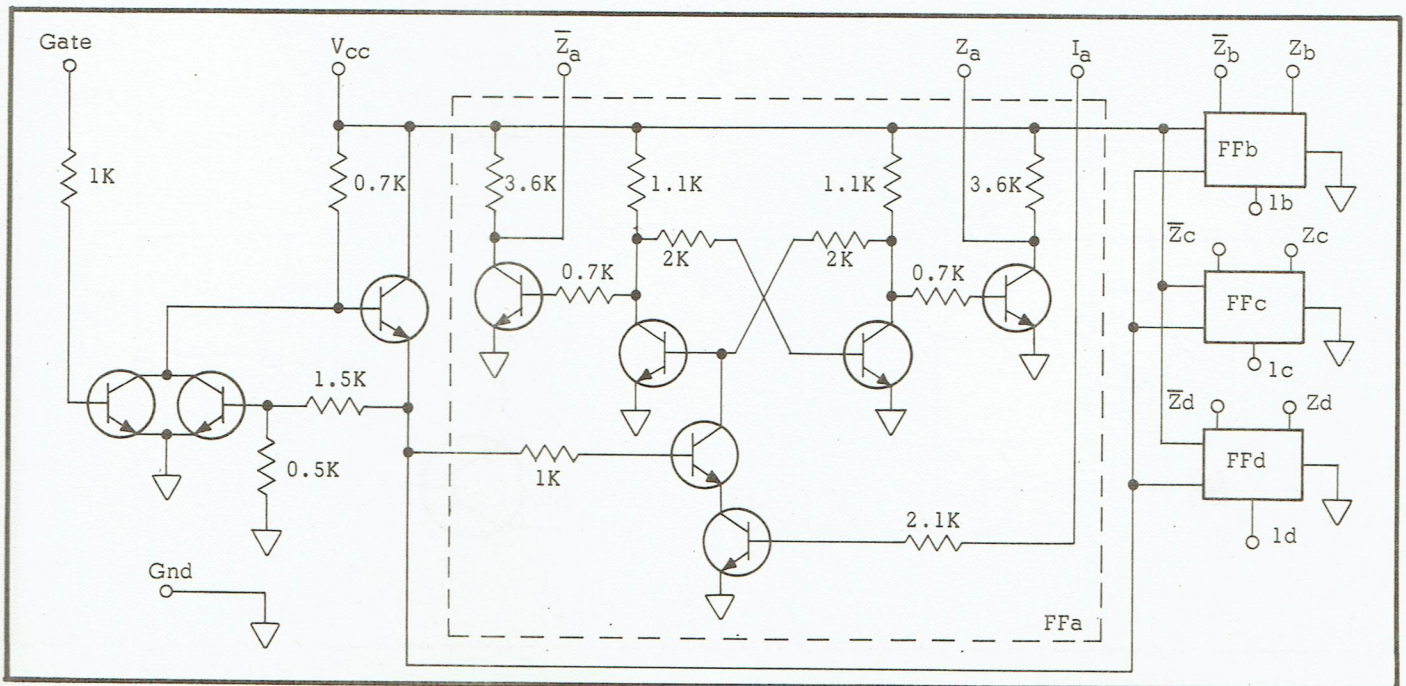 Gate
V_CC
Z̅a
Za
Ia
Z̅b
Zb
1K
0.7K
3.6K
1.1K
1.1K
3.6K
FFb
1b
2K
2K
Z̅c
Zc
0.7K
0.7K
FFc
1c
1.5K
0.5K
1K
Z̅d
Zd
FFd
2.1K
1d
Gnd
FFa